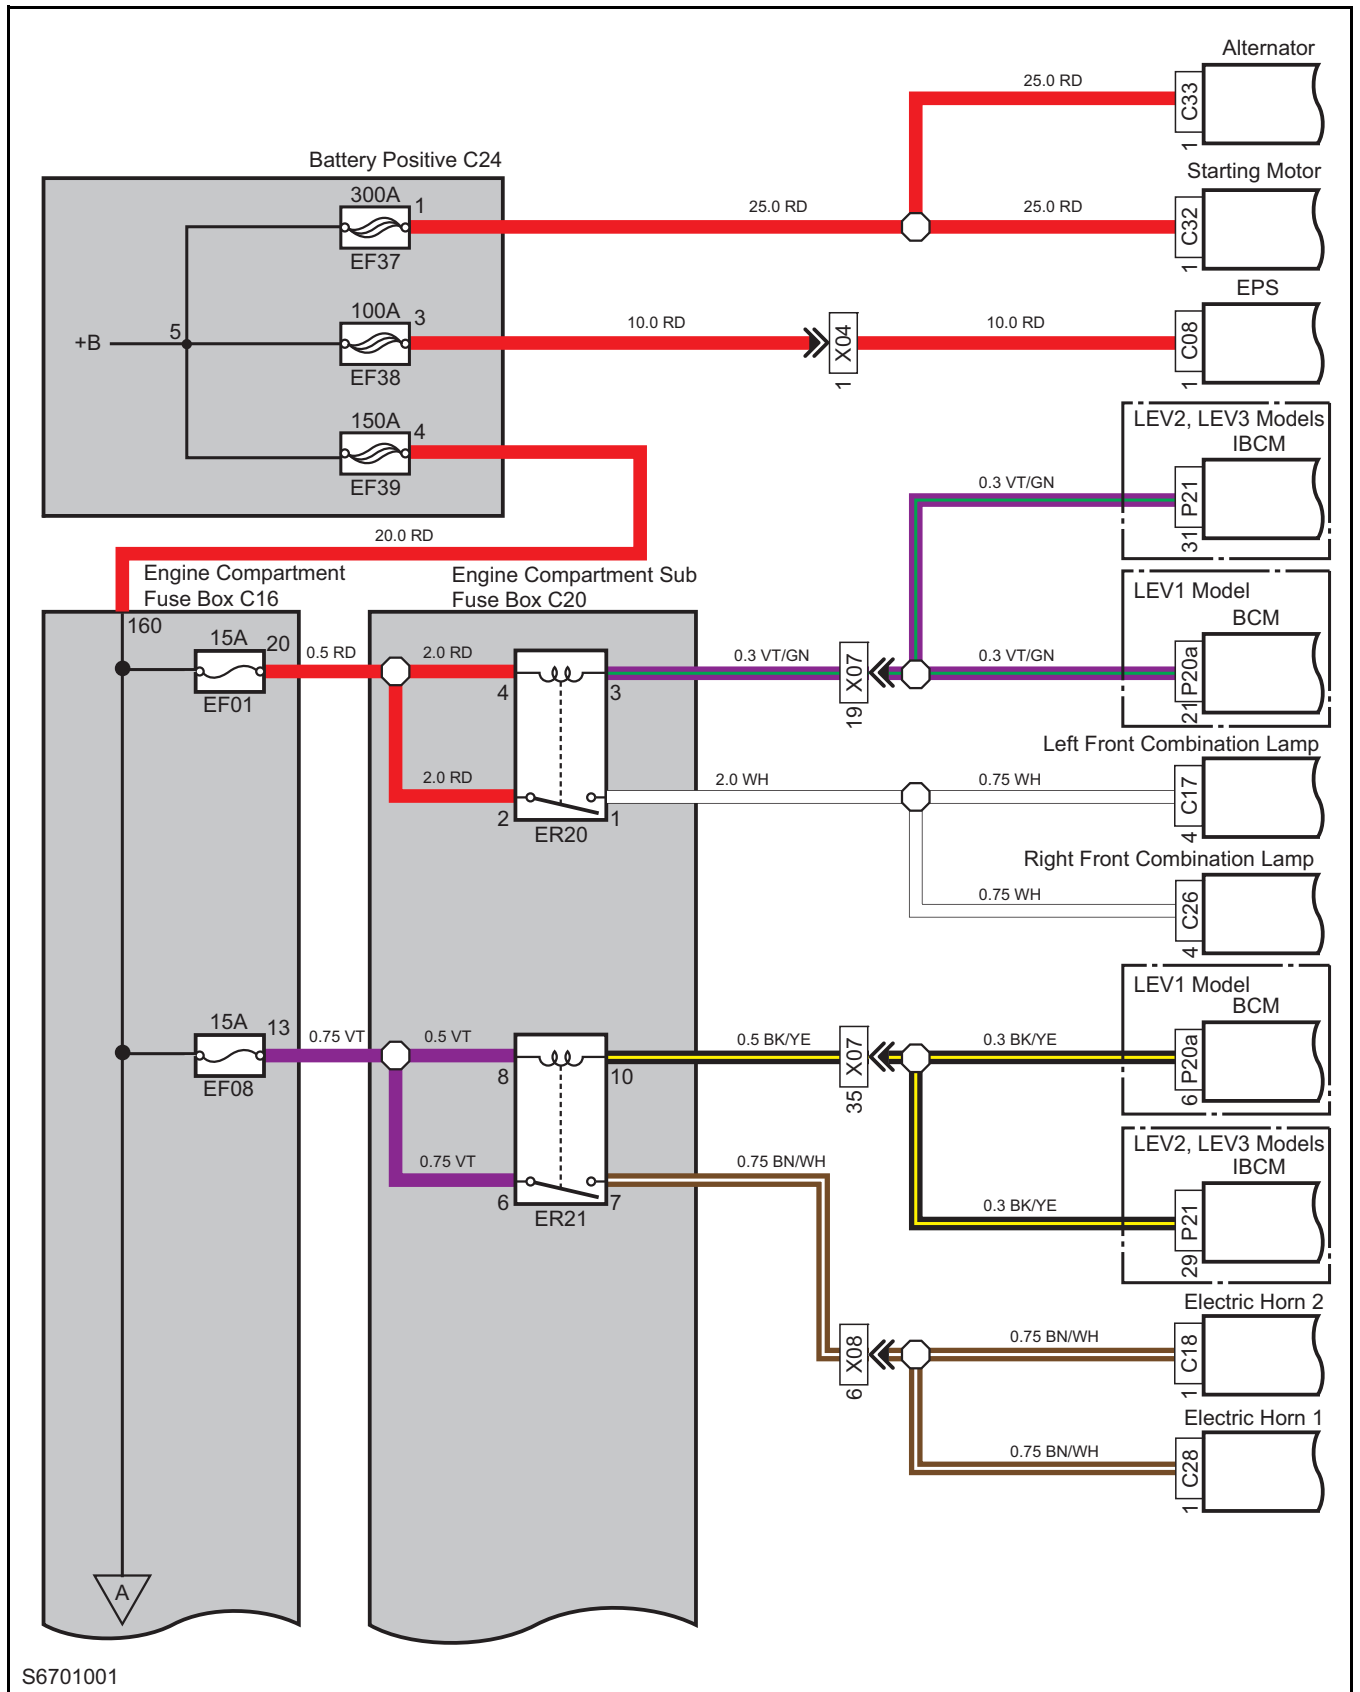 Alternator
25.0 RD
C33
1
Battery Positive C24
Starting Motor
300A
1
25.0 RD
25.0 RD
C32
1
EF37
EPS
100A
3
10.0 RD
10.0 RD
+B
5
X04
1
C08
1
EF38
150A
4
EF39
LEV2, LEV3 Models
IBCM
0.3 VT/GN
P21
31
20.0 RD
Engine Compartment
Fuse Box C16
Engine Compartment Sub
Fuse Box C20
LEV1 Model
BCM
160
15A
20
0.5 RD
2.0 RD
0.3 VT/GN
0.3 VT/GN
X07
19
P20a
21
EF01
4
3
Left Front Combination Lamp
2.0 RD
2.0 WH
0.75 WH
C17
4
2
1
ER20
Right Front Combination Lamp
0.75 WH
C26
4
LEV1 Model
BCM
15A
13
0.75 VT
0.5 VT
0.5 BK/YE
X07
35
0.3 BK/YE
P20a
6
EF08
8
10
LEV2, LEV3 Models
IBCM
0.75 VT
0.75 BN/WH
0.3 BK/YE
P21
29
6
7
ER21
Electric Horn 2
0.75 BN/WH
X08
6
C18
1
Electric Horn 1
0.75 BN/WH
C28
1
A
S6701001